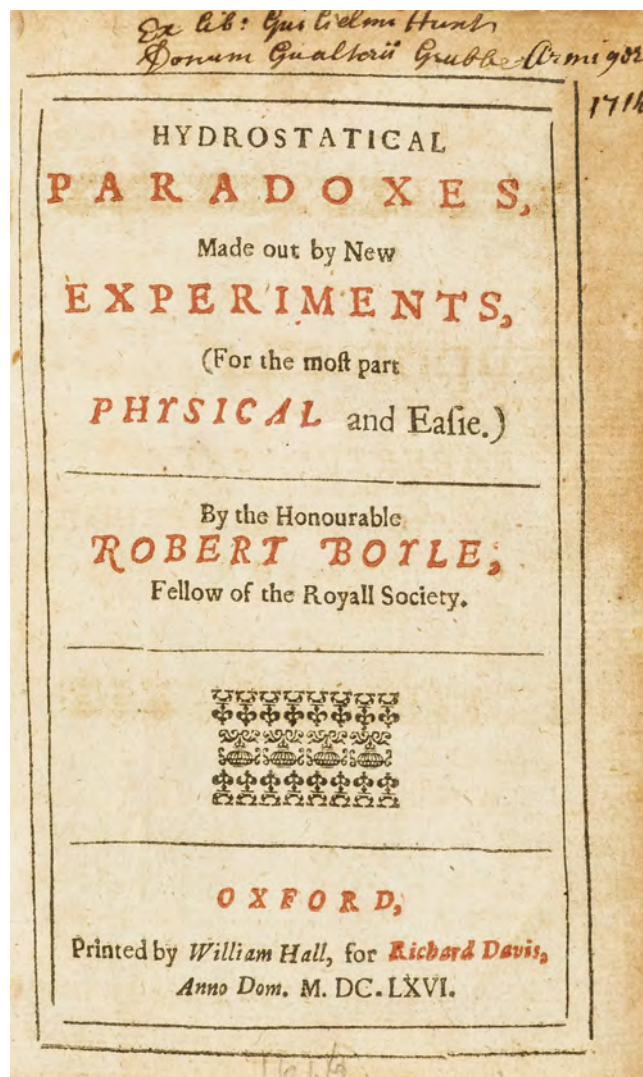 Ex lib: Gulielmi Hunt
Donum Gualterii Grubbe Armiger
HYDROSTATICAL
PARADOXES,
Made out by New
EXPERIMENTS,
(For the moſt part
PHYSICAL and Eaſie.)
By the Honourable
ROBERT BOYLE,
Fellow of the Royall Society.
OXFORD,
Printed by William Hall, for Richard Davis,
Anno Dom. M. DC. LXVI.